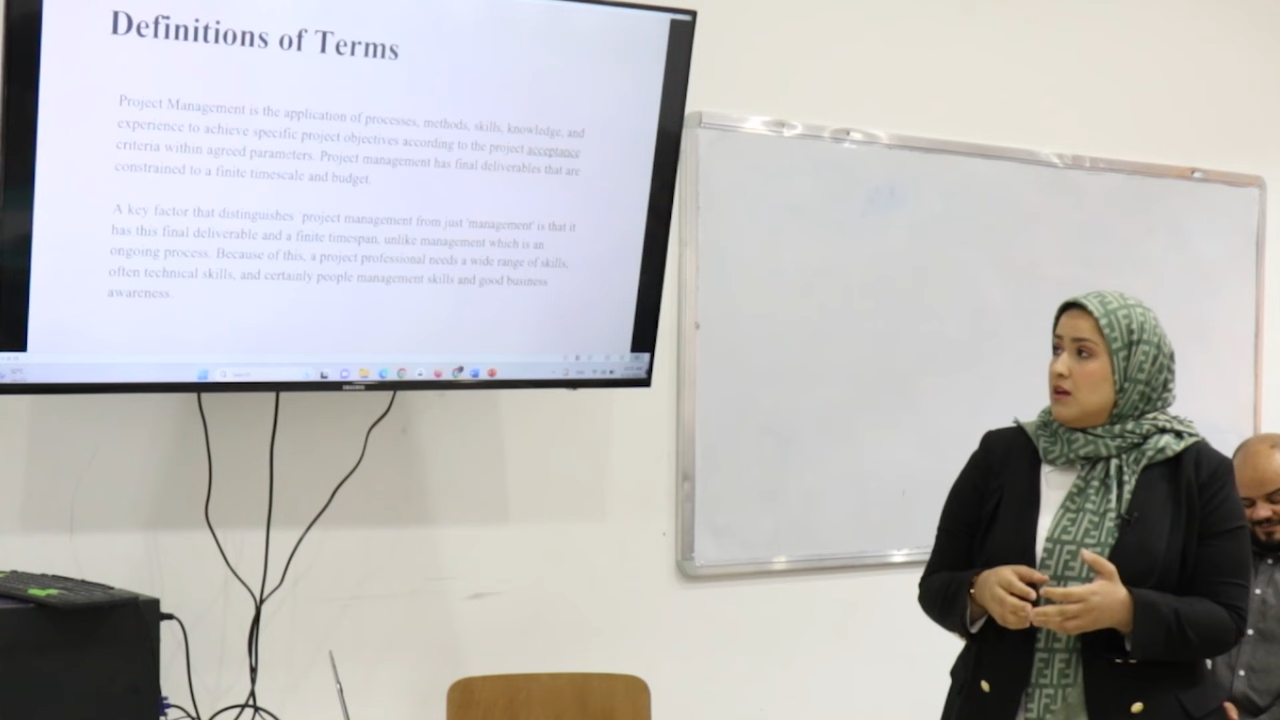 Definitions of Terms
Project Management is the application of processes, methods, skills, knowledge, and
experience to achieve specific project objectives according to the project acceptance
criteria within agreed parameters. Project management has final deliverables that are
constrained to a finite timescale and budget.
A key factor that distinguishes project management from just 'management' is that it
has this final deliverable and a finite timespan, unlike management which is an
ongoing process. Because of this, a project professional needs a wide range of skills,
often technical skills, and certainly people management skills and good business
awareness.